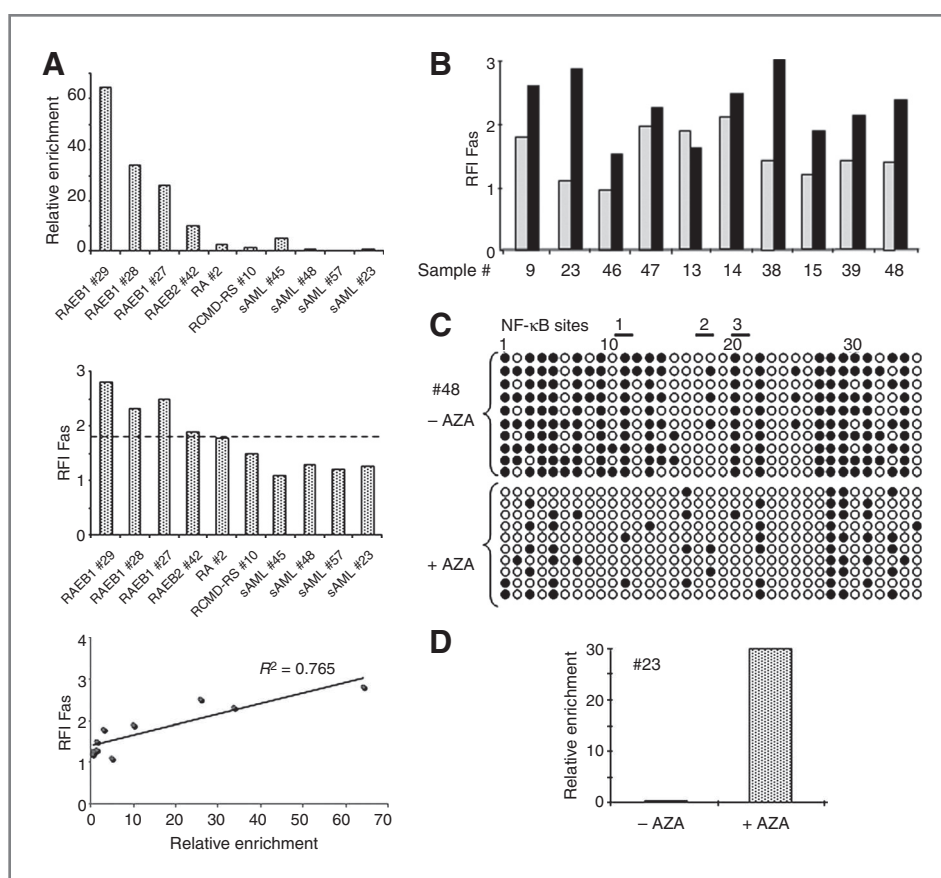 A
Relative enrichment
60
40
20
0
RAEB1 #29
RAEB1 #28
RAEB1 #27
RAEB2 #42
RA #2
RCMD-RS #10
sAML #45
sAML #48
sAML #57
sAML #23
RFI Fas
3
2
1
0
RAEB1 #29
RAEB1 #28
RAEB1 #27
RAEB2 #42
RA #2
RCMD-RS #10
sAML #45
sAML #48
sAML #57
sAML #23
RFI Fas
4
3
2
1
0
R² = 0.765
0 10 20 30 40 50 60 70
Relative enrichment
B
RFI Fas
3
2
1
0
Sample # 9 23 46 47 13 14 38 15 39 48
C
NF-κB sites 1 2 3
1 10 20 30
#48
– AZA
+ AZA
D
Relative enrichment
30
20
10
0
#23
– AZA + AZA